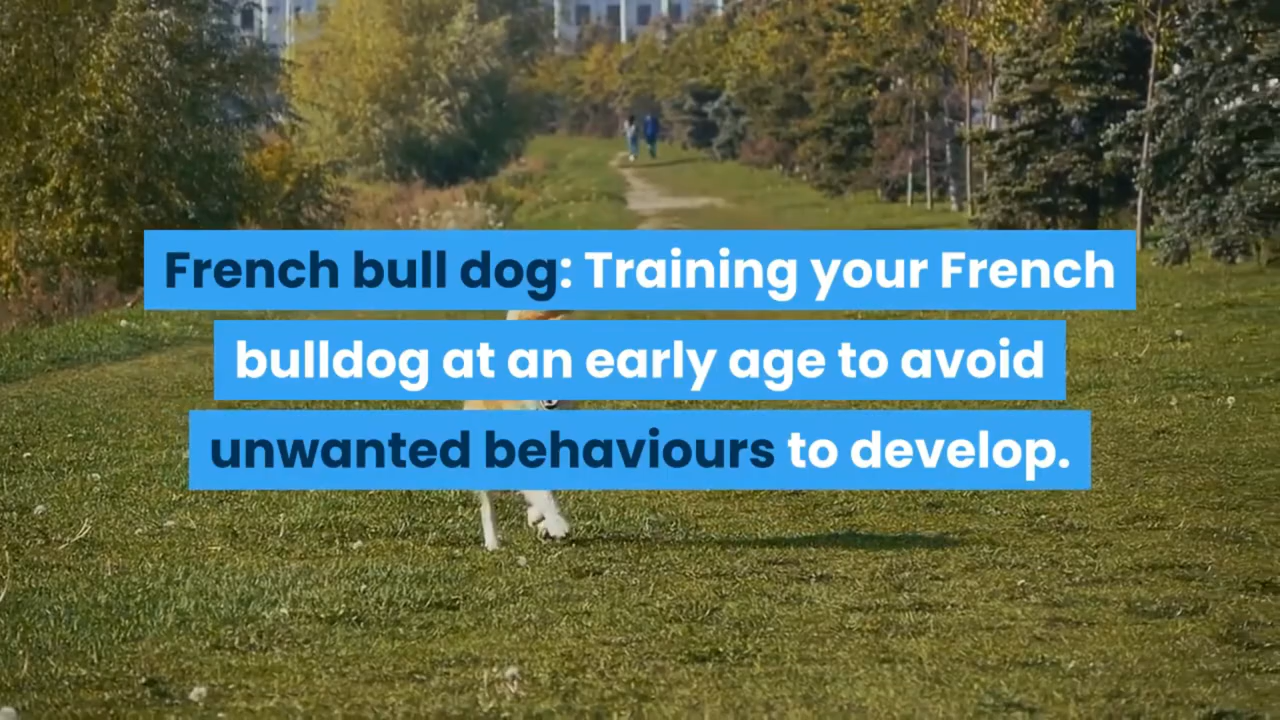 French bull dog: Training your French
bulldog at an early age to avoid
unwanted behaviours to develop.